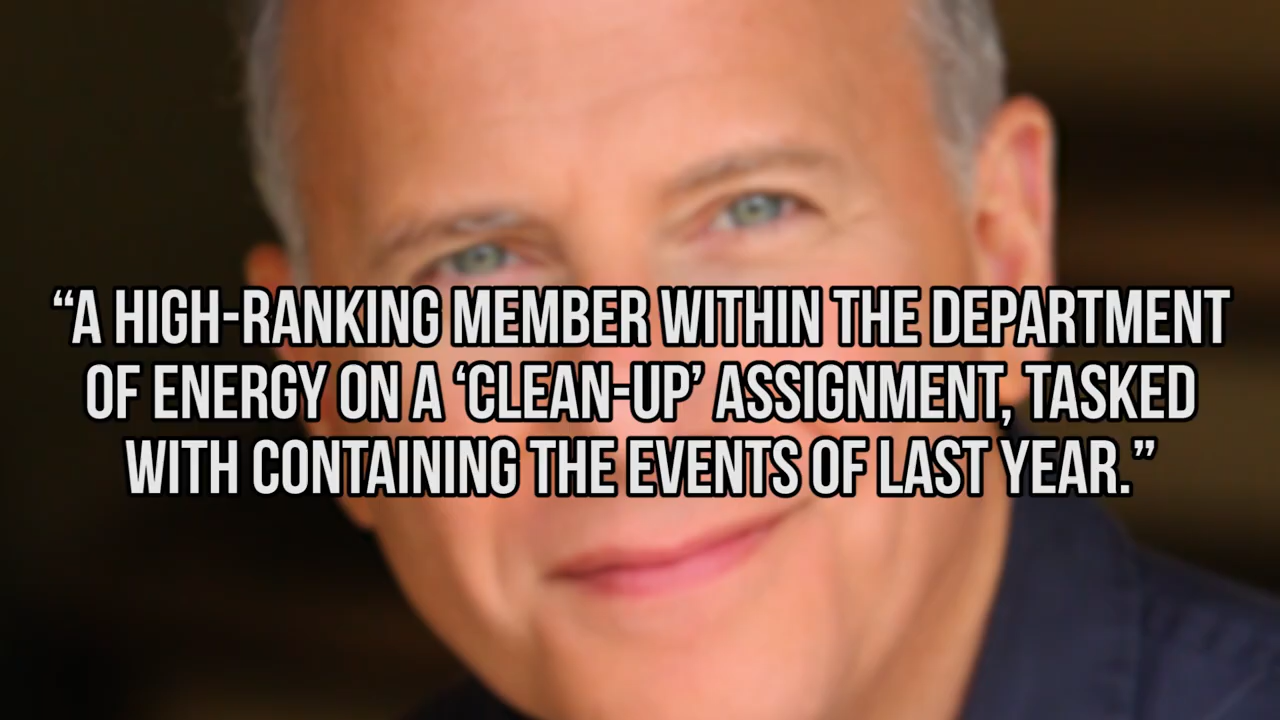 “A HIGH-RANKING MEMBER WITHIN THE DEPARTMENT
OF ENERGY ON A ‘CLEAN-UP’ ASSIGNMENT, TASKED
WITH CONTAINING THE EVENTS OF LAST YEAR.”